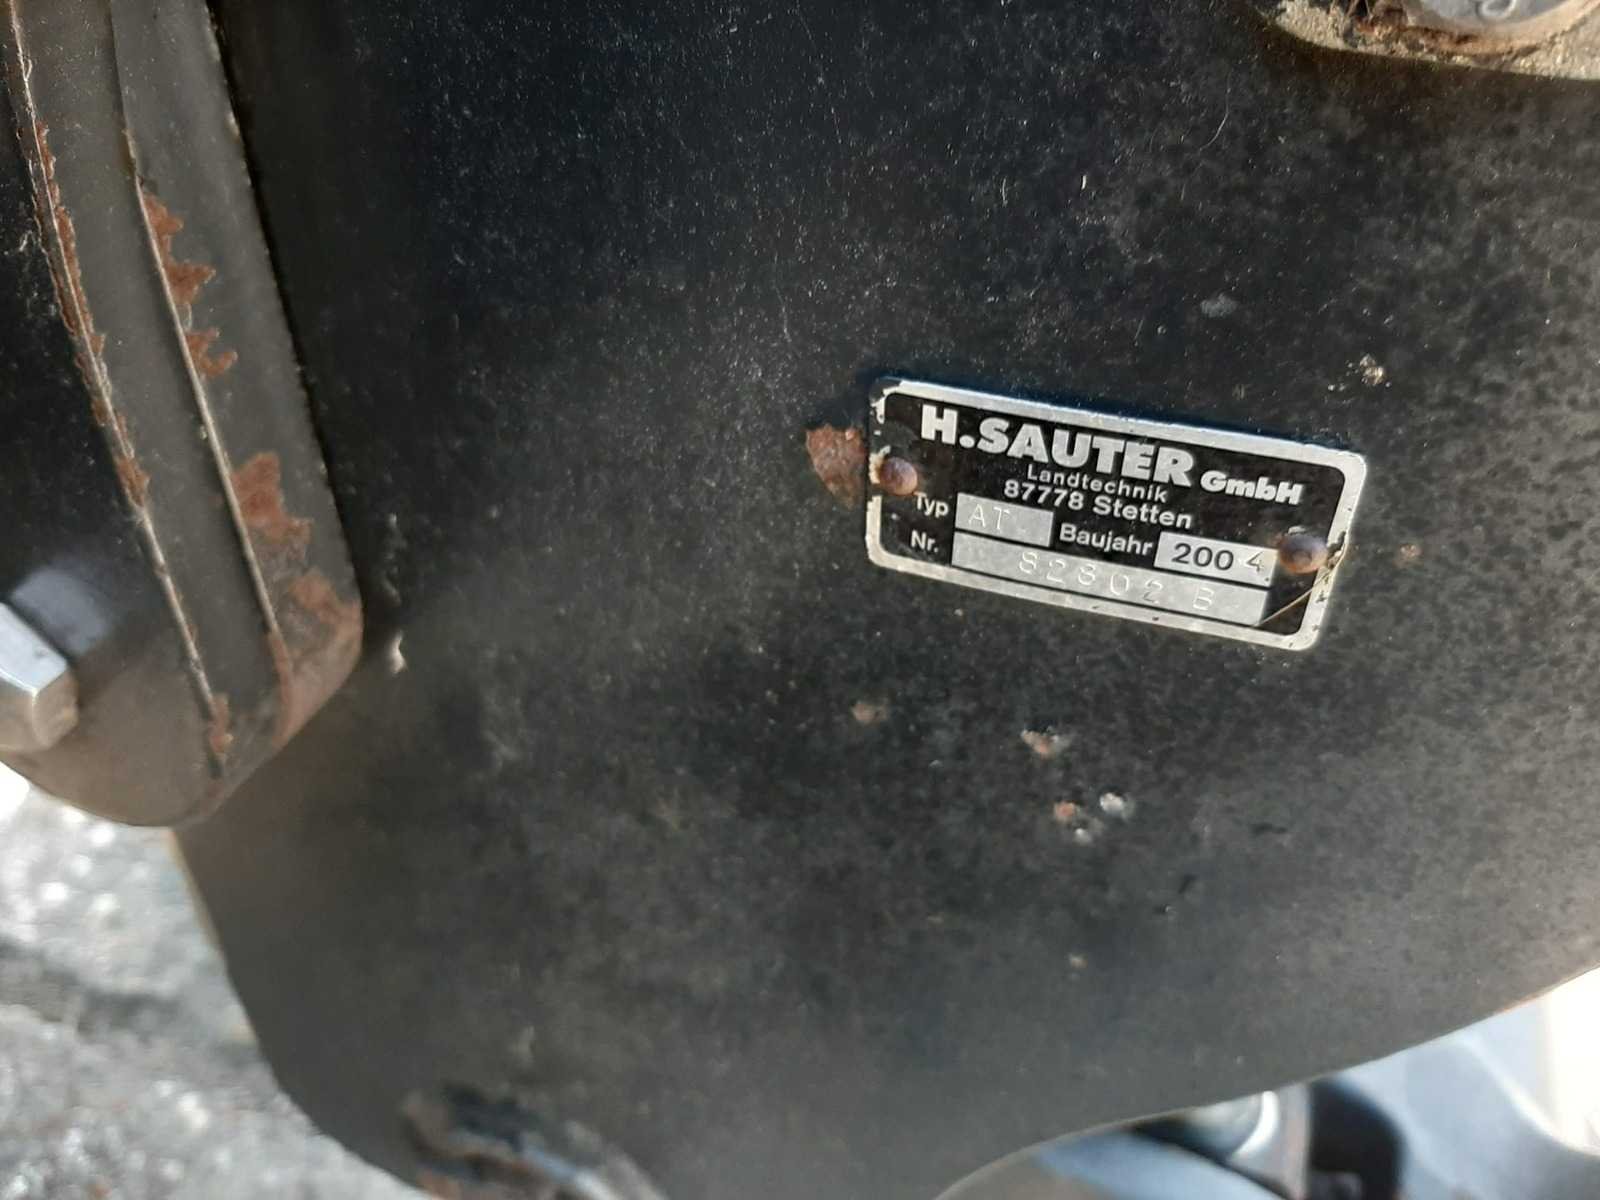 H.SAUTER GmbH
Landtechnik
87778 Stetten
Typ AT Baujahr 2004
Nr. 82802 B